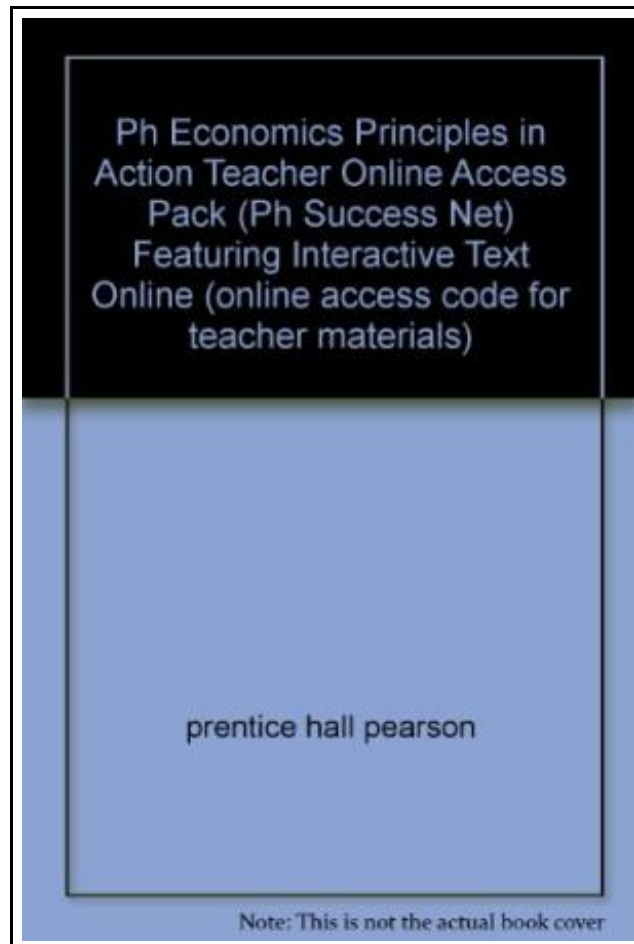 Ph Economics Principles in
Action Teacher Online Access
Pack (Ph Success Net)
Featuring Interactive Text
Online (online access code for
teacher materials)
prentice hall pearson
Note: This is not the actual book cover